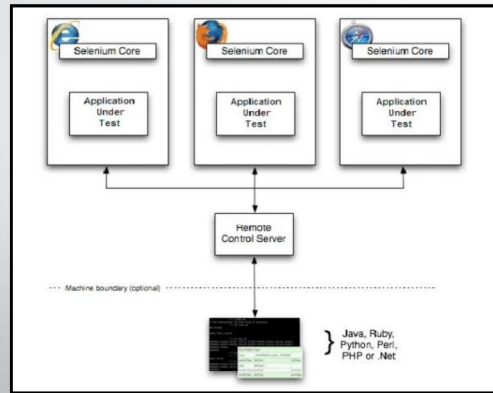 Selenium Core
Selenium Core
Selenium Core
Application
Under
Test
Application
Under
Test
Application
Under
Test
Remote
Control Server
Machine boundary (optional)
Java, Ruby,
Python, Perl,
PHP or .Net